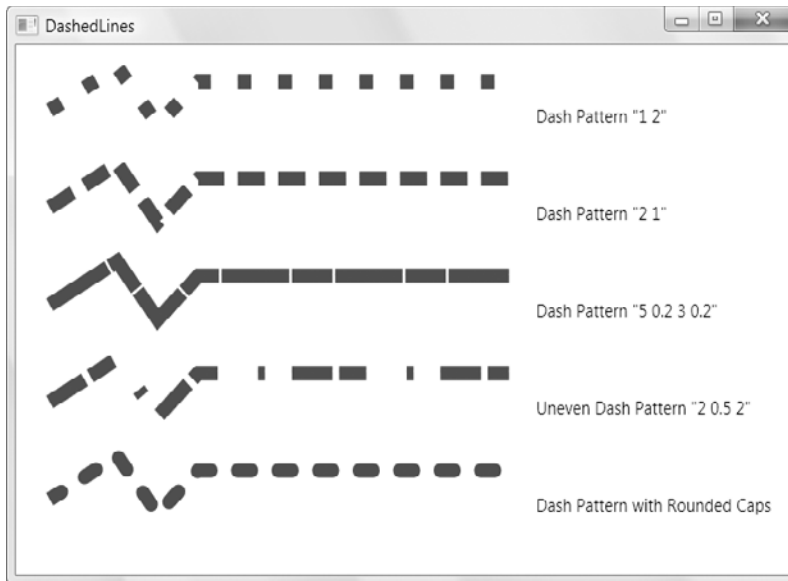 DashedLines
Dash Pattern "1 2"
Dash Pattern "2 1"
Dash Pattern "5 0.2 3 0.2"
Uneven Dash Pattern "2 0.5 2"
Dash Pattern with Rounded Caps